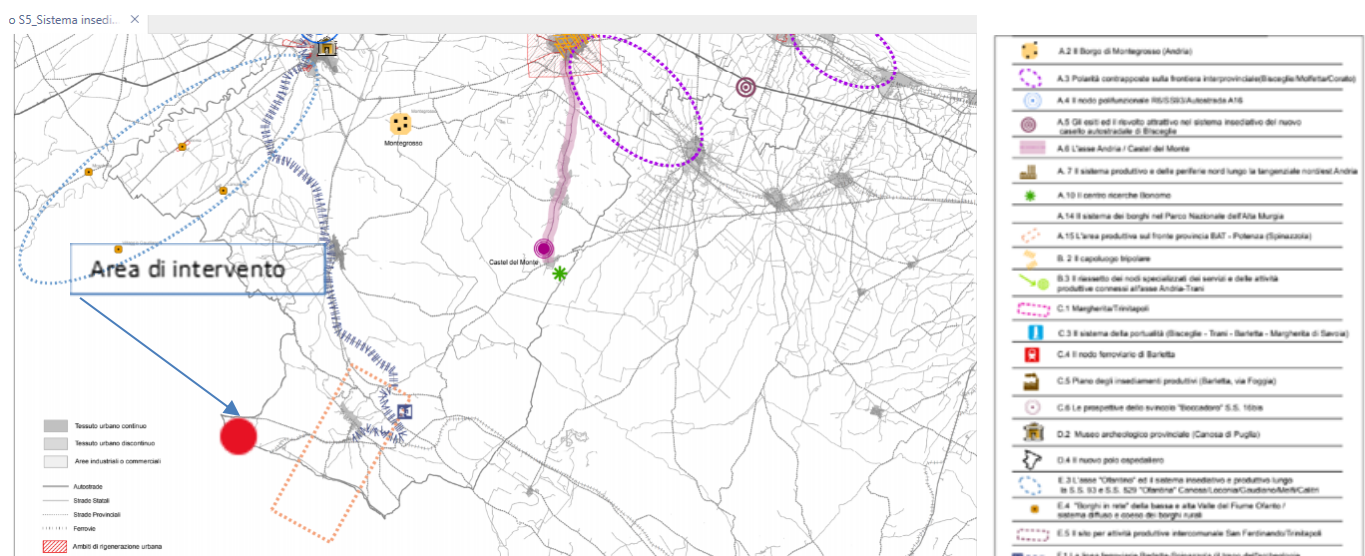 o S5_Sistema insedi..
Montegrosso
Castel del Monte
Area di intervento
Tessuto urbano continuo
Tessuto urbano discontinuo
Aree industriali o commerciali
Autostrade
Strade Statali
Strade Provinciali
Ferrovie
Ambiti di rigenerazione urbana
A.2 Il Borgo di Montegrosso (Andria)
A.3 Polarità contrapposte sulla frontiera interprovinciale(Bisceglie/Molfetta/Corato)
A.4 Il nodo polifunzionale R6/SS93/Autostrada A16
A.5 Gli esiti ed il risvolto attrattivo nel sistema insediativo del nuovo
casello autostradale di Bisceglie
A.6 L'asse Andria / Castel del Monte
A. 7 Il sistema produttivo e della periferie nord lungo la tangenziale nord/est Andria
A.10 Il centro ricerche Bonomo
A.14 Il sistema dei borghi nel Parco Nazionale dell'Alta Murgia
A.15 L'area produttiva sul fronte provincia BAT - Potenza (Spinazzola)
B. 2 Il capoluogo tripolare
B.3 Il riassetto dei nodi specializzati dei servizi e delle attività
produttive connessi all'asse Andria-Trani
C.1 Margherita/Trinitapoli
C.3 Il sistema della portualità (Bisceglie - Trani - Barletta - Margherita di Savoia)
C.4 Il nodo ferroviario di Barletta
C.5 Piano degli insediamenti produttivi (Barletta, via Foggia)
C.6 Le prospettive dello svincolo "Boccadoro" S.S. 16bis
D.2 Museo archeologico provinciale (Canosa di Puglia)
D.4 Il nuovo polo ospedaliero
E.3 L'asse "Ofantino" ed il sistema insediativo e produttivo lungo
la S.S. 93 e S.S. 529 "Ofantina" Canosa/Loconia/Gaudiano/Melfi/Calitri
E.4 "Borghi in rete" della bassa e alta Valle del Fiume Ofanto /
sistema diffuso e coeso dei borghi rurali
E.5 Il sito per attività produttive intercomunale San Ferdinando/Trinitapoli